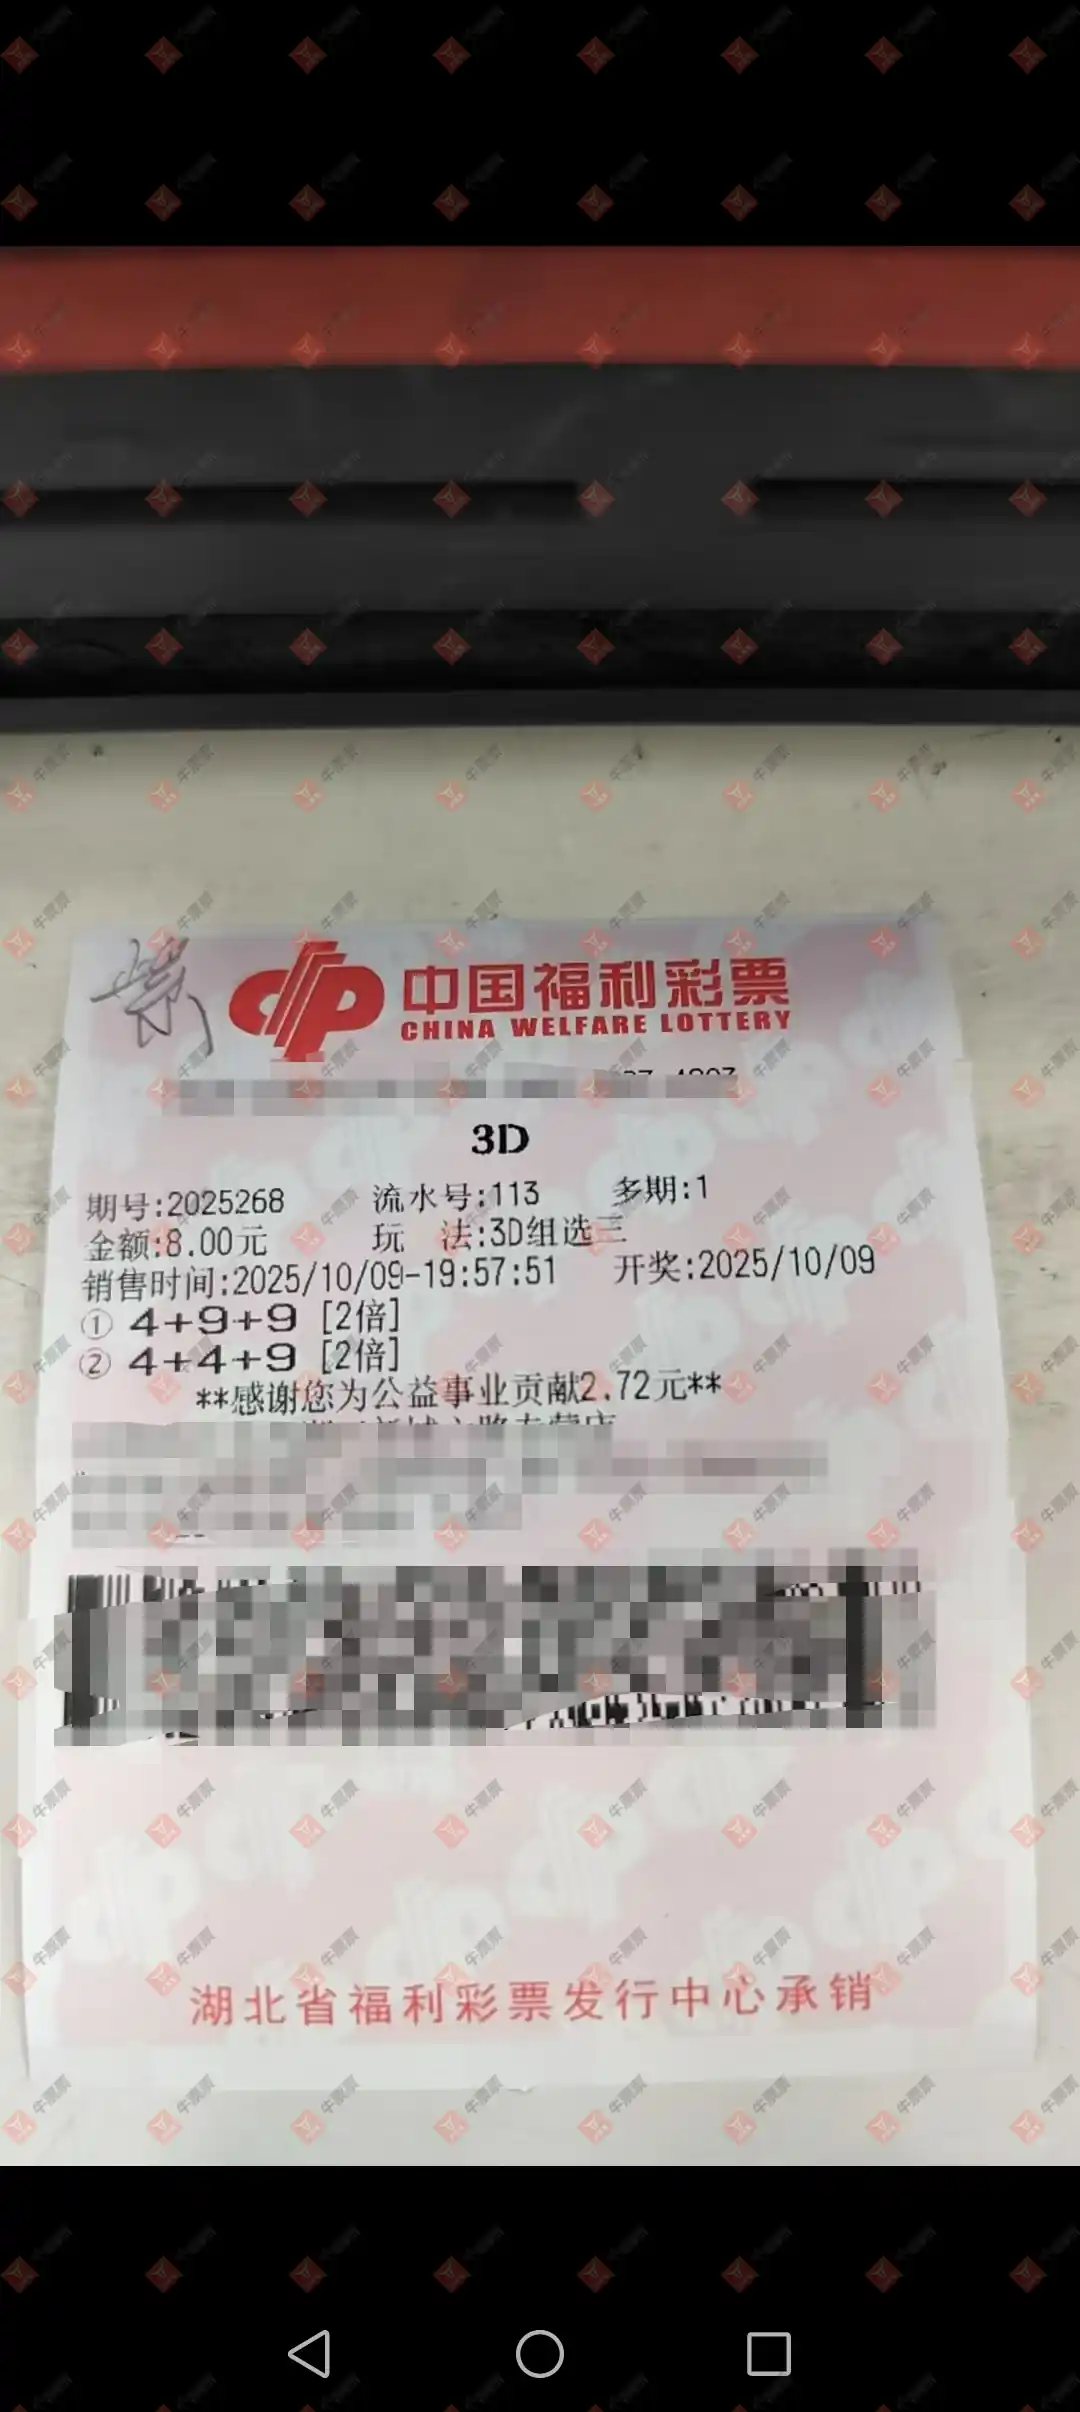 中国福利彩票
CHINA WELFARE LOTTERY
3D
期号:2025268 流水号:113 多期:1
金额:8.00元 玩 法:3D组选三
销售时间:2025/10/09-19:57:51 开奖:2025/10/09
① 4+9+9 [2倍]
② 4+4+9 [2倍]
**感谢您为公益事业贡献2.72元**
湖北省福利彩票发行中心承销
牛票票